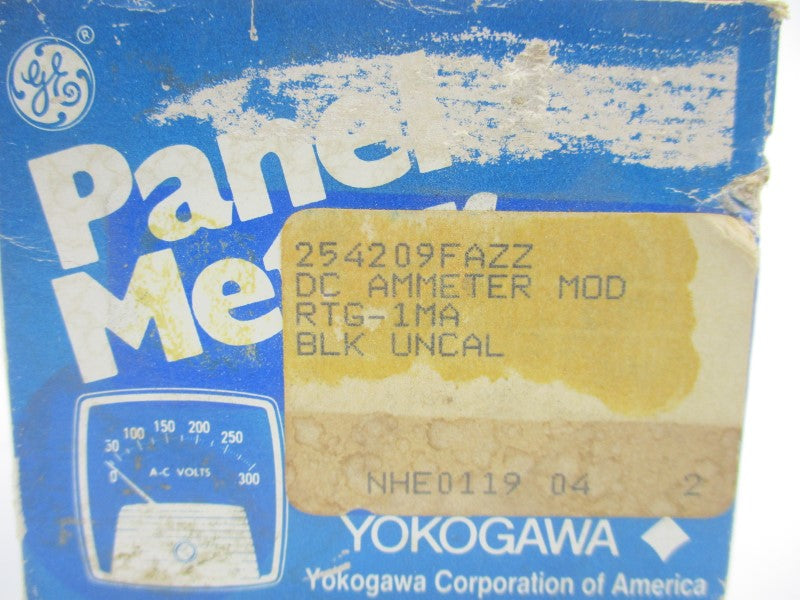 GE ®
Panel
Me
254209FAZZ
DC AMMETER MOD
RTG-1MA
BLK UNCAL
NHE0119 04 2
0 50 100 150 200 250 300
A-C VOLTS
YOKOGAWA
Yokogawa Corporation of America